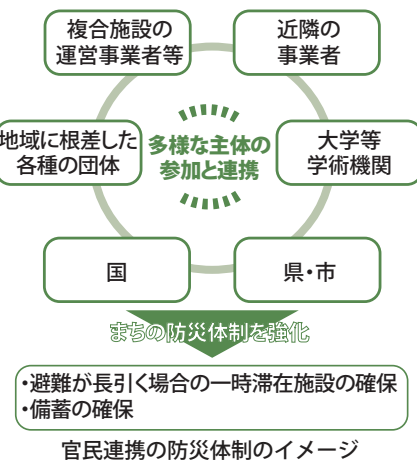 複合施設の
運営事業者等
近隣の
事業者
地域に根差した
各種の団体
多様な主体の
参加と連携
大学等
学術機関
国
県・市
まちの防災体制を強化
・避難が長引く場合の一時滞在施設の確保
・備蓄の確保
官民連携の防災体制のイメージ